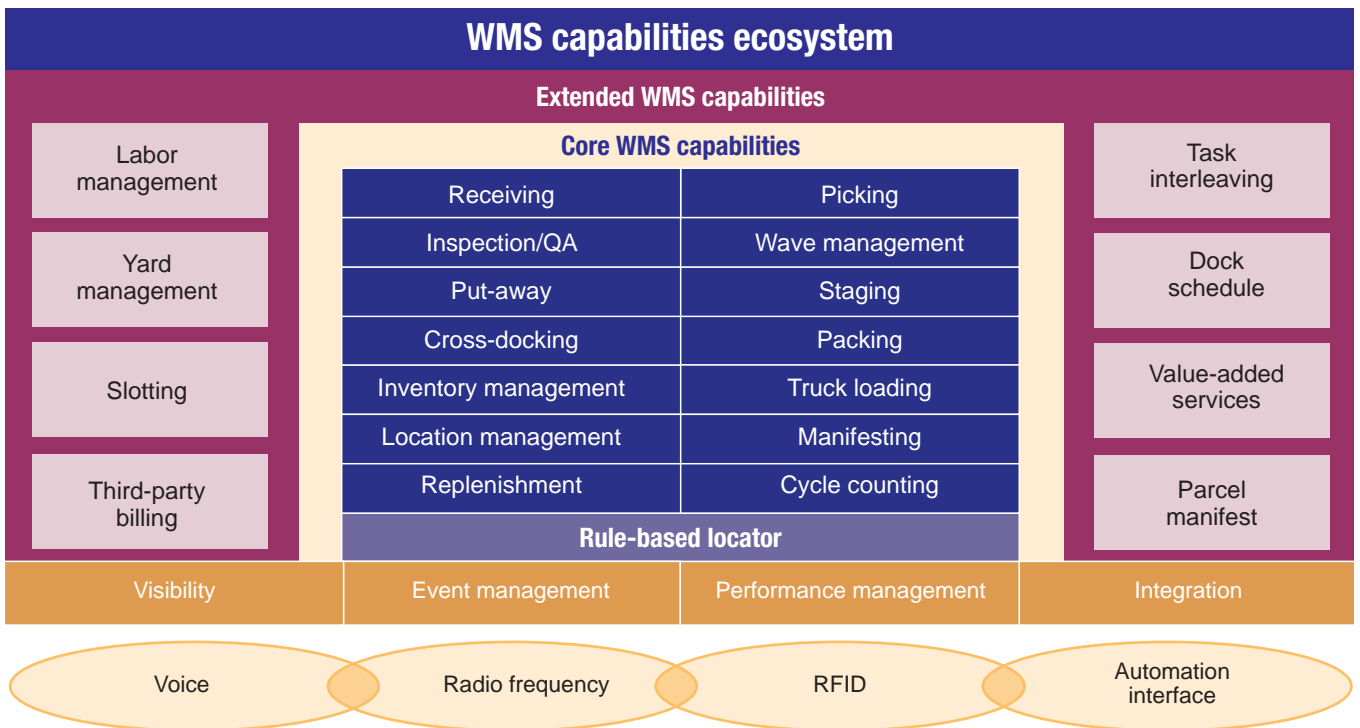 WMS capabilities ecosystem
Extended WMS capabilities
Labor
management
Yard
management
Slotting
Third-party
billing
Core WMS capabilities
Receiving
Picking
Inspection/QA
Wave management
Put-away
Staging
Cross-docking
Packing
Inventory management
Truck loading
Location management
Manifesting
Replenishment
Cycle counting
Rule-based locator
Task
interleaving
Dock
schedule
Value-added
services
Parcel
manifest
Visibility
Event management
Performance management
Integration
Voice
Radio frequency
RFID
Automation
interface